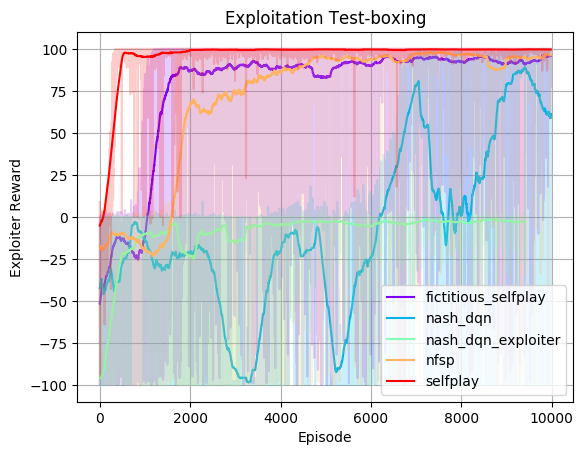 Exploitation Test-boxing
Exploiter Reward
100
75
50
25
0
−25
−50
−75
−100
0 2000 4000 6000 8000 10000
Episode
fictitious_selfplay
nash_dqn
nash_dqn_exploiter
nfsp
selfplay